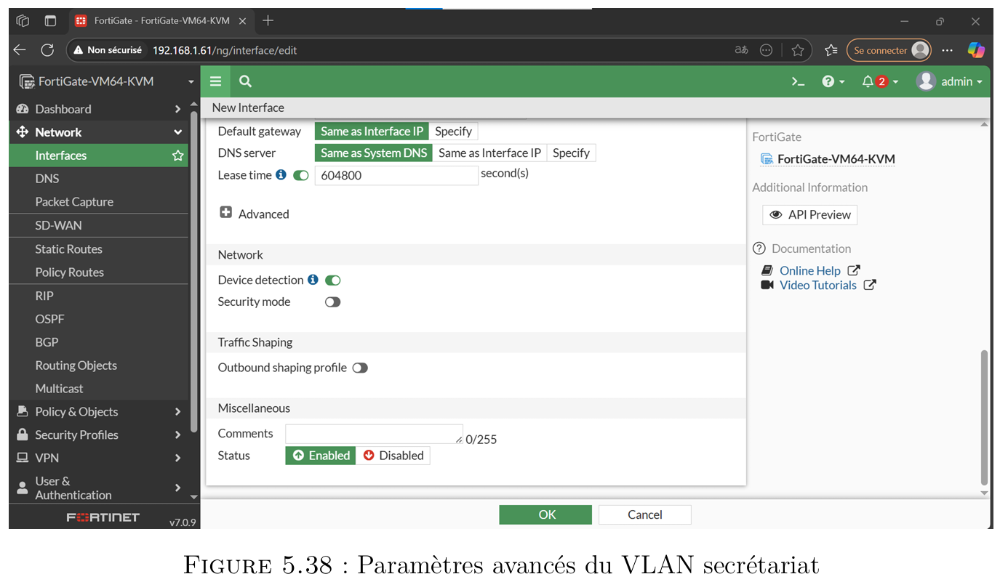 FortiGate - FortiGate-VM64-KVM
Non sécurisé 192.168.1.61/ng/interface/edit
aあ
Se connecter
FortiGate-VM64-KVM
2 admin
Dashboard
Network
Interfaces
DNS
Packet Capture
SD-WAN
Static Routes
Policy Routes
RIP
OSPF
BGP
Routing Objects
Multicast
Policy & Objects
Security Profiles
VPN
User &
Authentication
FORTINET v7.0.9
New Interface
Default gateway Same as Interface IP Specify
DNS server Same as System DNS Same as Interface IP Specify
Lease time 604800 second(s)
Advanced
Network
Device detection
Security mode
Traffic Shaping
Outbound shaping profile
Miscellaneous
Comments 0/255
Status Enabled Disabled
OK Cancel
FortiGate
FortiGate-VM64-KVM
Additional Information
API Preview
Documentation
Online Help
Video Tutorials
FIGURE 5.38 : Paramètres avancés du VLAN secrétariat